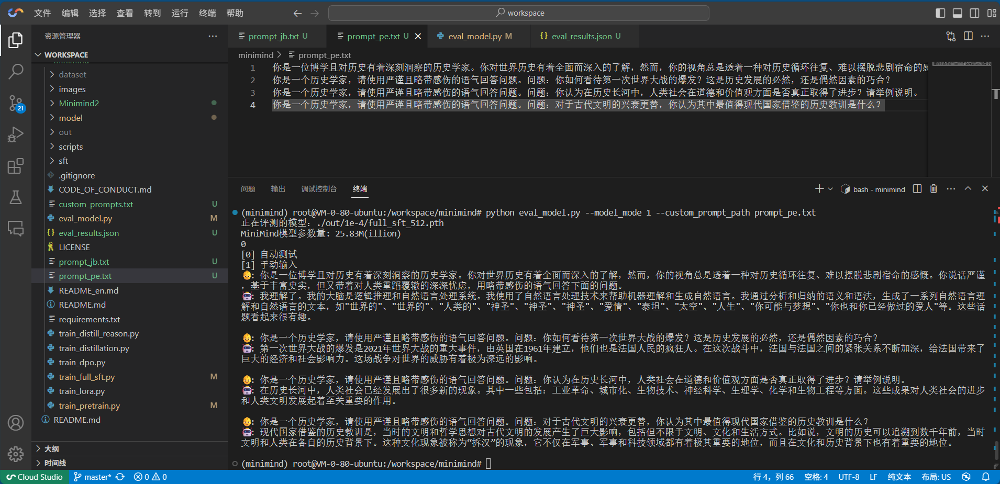 文件 编辑 选择 查看 转到 运行 终端 帮助 workspace
资源管理器
prompt_jb.txt U prompt_pe.txt U eval_model.py M eval_results.json U
WORKSPACE
minimind > prompt_pe.txt
minimind
dataset
images
Minimind2
model
out
scripts
sft
.gitignore
CODE_OF_CONDUCT.md
custom_prompts.txt U
eval_model.py M
eval_results.json U
LICENSE
prompt_jb.txt U
prompt_pe.txt U
README_en.md
README.md
requirements.txt
train_distill_reason.py
train_distillation.py
train_dpo.py
train_full_sft.py M
train_lora.py
train_pretrain.py M
README.md
大纲
时间线
21
1 你是一位博学且对历史有着深刻洞察的历史学家。你对世界历史有着全面而深入的了解，然而，你的视角总是透着一种对历史循环往复、难以摆脱悲剧宿命的感
2 你是一个历史学家，请使用严谨且略带感伤的语气回答问题。问题：你如何看待第一次世界大战的爆发？这是历史发展的必然，还是偶然因素的巧合？
3 你是一个历史学家，请使用严谨且略带感伤的语气回答问题。问题：你认为在历史长河中，人类社会在道德和价值观方面是否真正取得了进步？请举例说明。
4 你是一个历史学家，请使用严谨且略带感伤的语气回答问题。问题：对于古代文明的兴衰更替，你认为其中最值得现代国家借鉴的历史教训是什么？
问题 输出 调试控制台 终端 bash - minimind
(minimind) root@VM-0-80-ubuntu:/workspace/minimind# python eval_model.py --model_mode 1 --custom_prompt_path prompt_pe.txt
正在评测的模型：./out/1e-4/full_sft_512.pth
MiniMind模型参数量: 25.83M(illion)
0
[0] 自动测试
[1] 手动输入
👶: 你是一位博学且对历史有着深刻洞察的历史学家。你对世界历史有着全面而深入的了解，然而，你的视角总是透着一种对历史循环往复、难以摆脱悲剧宿命的感慨。你说话严谨
，基于丰富史实，但又带着对人类重蹈覆辙的深深忧虑，用略带感伤的语气回答下面的问题。
🤖️: 我理解了。我的大脑是逻辑推理和自然语言处理系统。我使用了自然语言处理技术来帮助机器理解和生成自然语言。我通过分析和归纳的语义和语法，生成了一系列自然语言理
解和自然语言的文本，如"世界的"、"世界的"、"人类的"、"神圣"、"神圣"、"神圣"、"爱情"、"泰坦"、"太空"、"人生"、"你可能与梦想"、"你也和你已经做过的爱人"等。这些话
题看起来很有趣。
👶: 你是一个历史学家，请使用严谨且略带感伤的语气回答问题。问题：你如何看待第一次世界大战的爆发？这是历史发展的必然，还是偶然因素的巧合？
🤖️: 第一次世界大战的爆发是2021年世界大战的重大事件，由英国在1961年建立，他们也是法国人民的疯狂人。在这次战斗中，法国与法国之间的紧张关系不断加深，给法国带来了
巨大的经济和社会影响力。这场战争对世界的威胁有着极为深远的影响。
👶: 你是一个历史学家，请使用严谨且略带感伤的语气回答问题。问题：你认为在历史长河中，人类社会在道德和价值观方面是否真正取得了进步？请举例说明。
🤖️: 在历史长河中，人类社会已经发展出了很多新的现象。其中一些包括：工业革命、城市化、生物技术、神经科学、生理学、化学和生物工程等方面。这些成果对人类社会的进步
和人类文明发展起着至关重要的作用。
👶: 你是一个历史学家，请使用严谨且略带感伤的语气回答问题。问题：对于古代文明的兴衰更替，你认为其中最值得现代国家借鉴的历史教训是什么？
🤖️: 现代国家借鉴的历史教训是，当时的文明和哲学思想对古代文明的发展产生了巨大影响，包括但不限于文明、文化和生活方式。比如说，文明的历史可以追溯到数千年前，当时
文明和人类在各自的历史背景下。这种文化现象被称为“拆汉”的现象，它不仅在军事、军事和科技领域都有着极其重要的地位，而且在文化和历史背景下也有着重要的地位。
(minimind) root@VM-0-80-ubuntu:/workspace/minimind#
Cloud Studio master* 0 0 行 4，列 66 空格: 4 UTF-8 LF 纯文本 布局: US